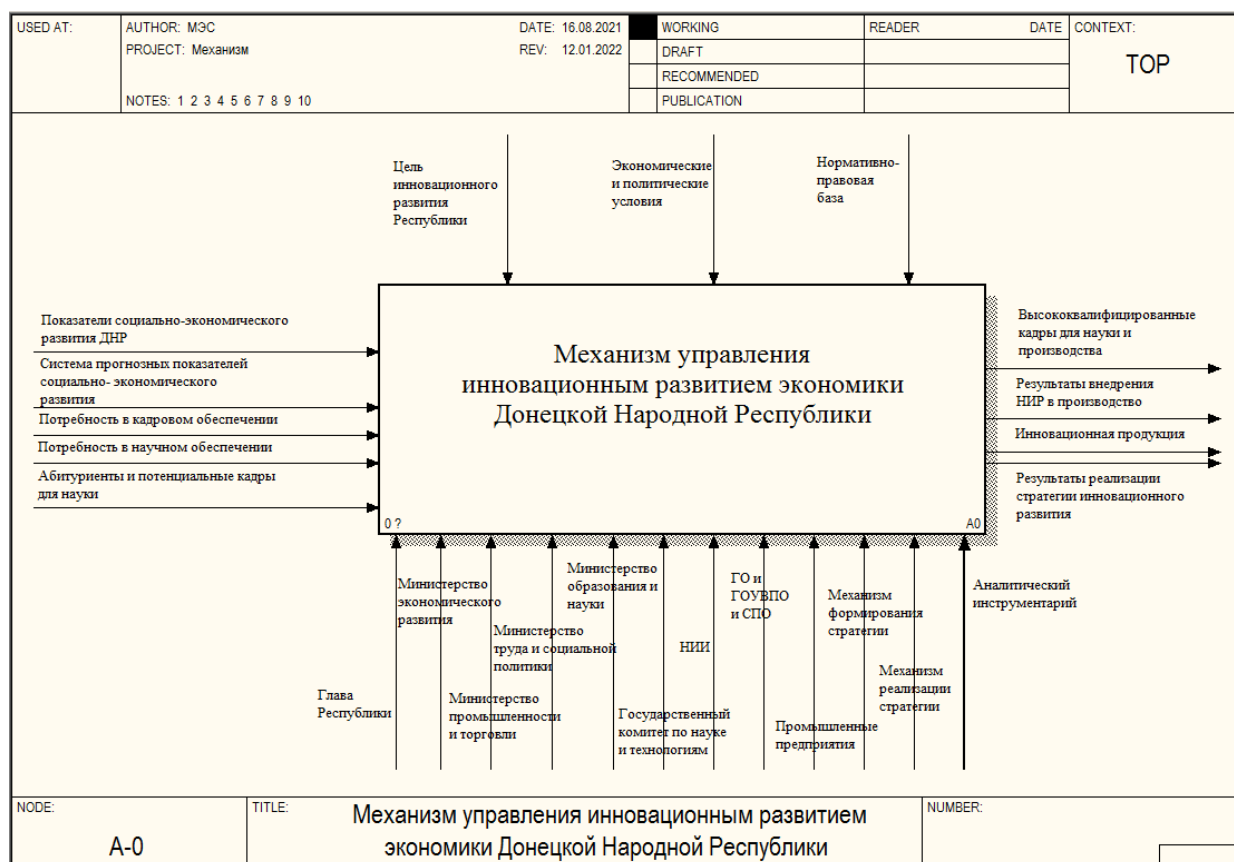 USED AT:
AUTHOR: МЭС
DATE: 16.08.2021
PROJECT: Механизм
REV: 12.01.2022
NOTES: 1 2 3 4 5 6 7 8 9 10
WORKING
DRAFT
RECOMMENDED
PUBLICATION
READER
DATE
CONTEXT:
TOP
Цель
инновационного
развития
Республики
Экономические
и политические
условия
Нормативно-
правовая
база
Показатели социально-экономического
развития ДНР
Система прогнозных показателей
социально- экономического
развития
Потребность в кадровом обеспечении
Потребность в научном обеспечении
Абитуриенты и потенциальные кадры
для науки
Механизм управления
инновационным развитием экономики
Донецкой Народной Республики
0 ?
A0
Высококвалифицированные
кадры для науки и
производства
Результаты внедрения
НИР в производство
Инновационная продукция
Результаты реализации
стратегии инновационного
развития
Глава
Республики
Министерство
экономического
развития
Министерство
промышленности
и торговли
Министерство
труда и социальной
политики
Министерство
образования и
науки
Государственный
комитет по науке
и технологиям
НИИ
ГО и
ГОУВПО
и СПО
Промышленные
предприятия
Механизм
формирования
стратегии
Механизм
реализации
стратегии
Аналитический
инструментарий
NODE:
A-0
TITLE:
Механизм управления инновационным развитием
экономики Донецкой Народной Республики
NUMBER: